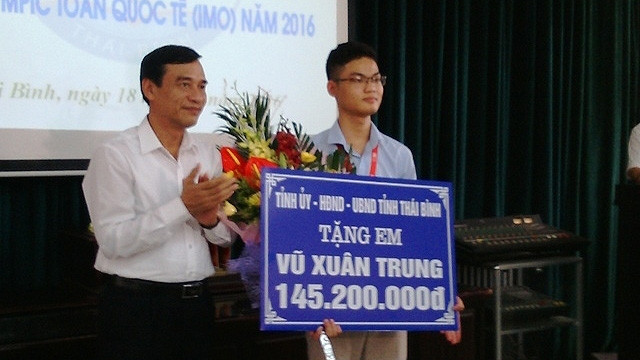 MPIC TOÁN QUỐC TẾ (IMO) NĂM 2016
i Bình, ngày 18
TỈNH ỦY - HĐND - UBND TỈNH THÁI BÌNH
TẶNG EM
VŨ XUÂN TRUNG
145.200.000đ